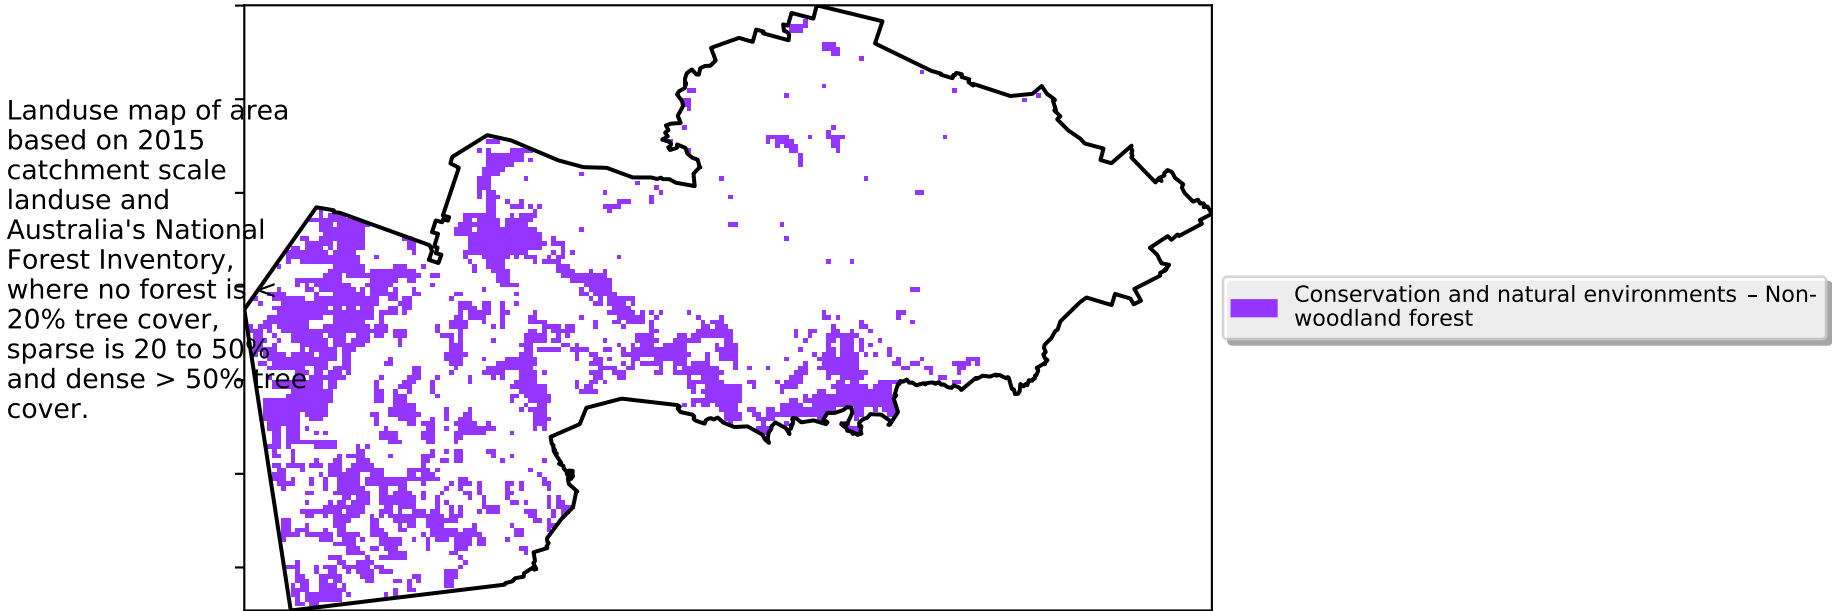 Landuse map of area
based on 2015
catchment scale
landuse and
Australia's National
Forest Inventory,
where no forest is <
20% tree cover,
sparse is 20 to 50%
and dense > 50% tree
cover.
Conservation and natural environments – Non-
woodland forest